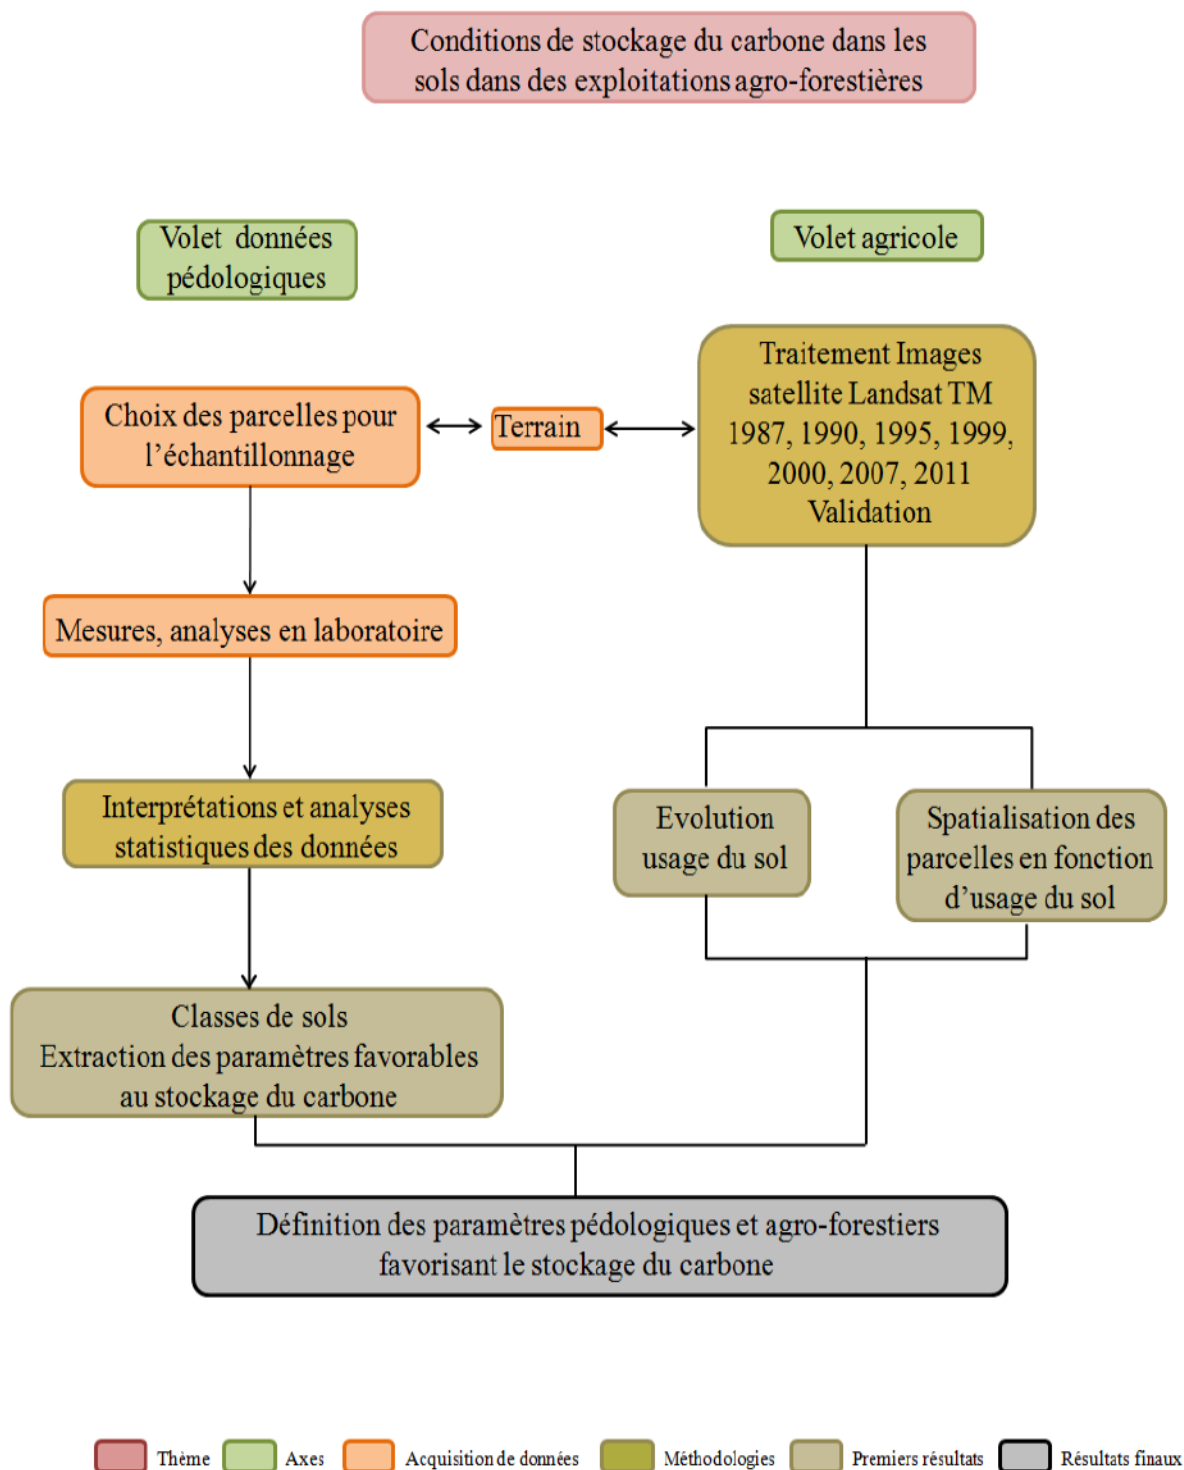 Conditions de stockage du carbone dans les
sols dans des exploitations agro-forestières
Volet données
pédologiques
Volet agricole
Traitement Images
satellite Landsat TM
1987, 1990, 1995, 1999,
2000, 2007, 2011
Validation
Choix des parcelles pour
l'échantillonnage
Terrain
Mesures, analyses en laboratoire
Interprétations et analyses
statistiques des données
Evolution
usage du sol
Spatialisation des
parcelles en fonction
d'usage du sol
Classes de sols
Extraction des paramètres favorables
au stockage du carbone
Définition des paramètres pédologiques et agro-forestiers
favorisant le stockage du carbone
Thème
Axes
Acquisition de données
Méthodologies
Premiers résultats
Résultats finaux